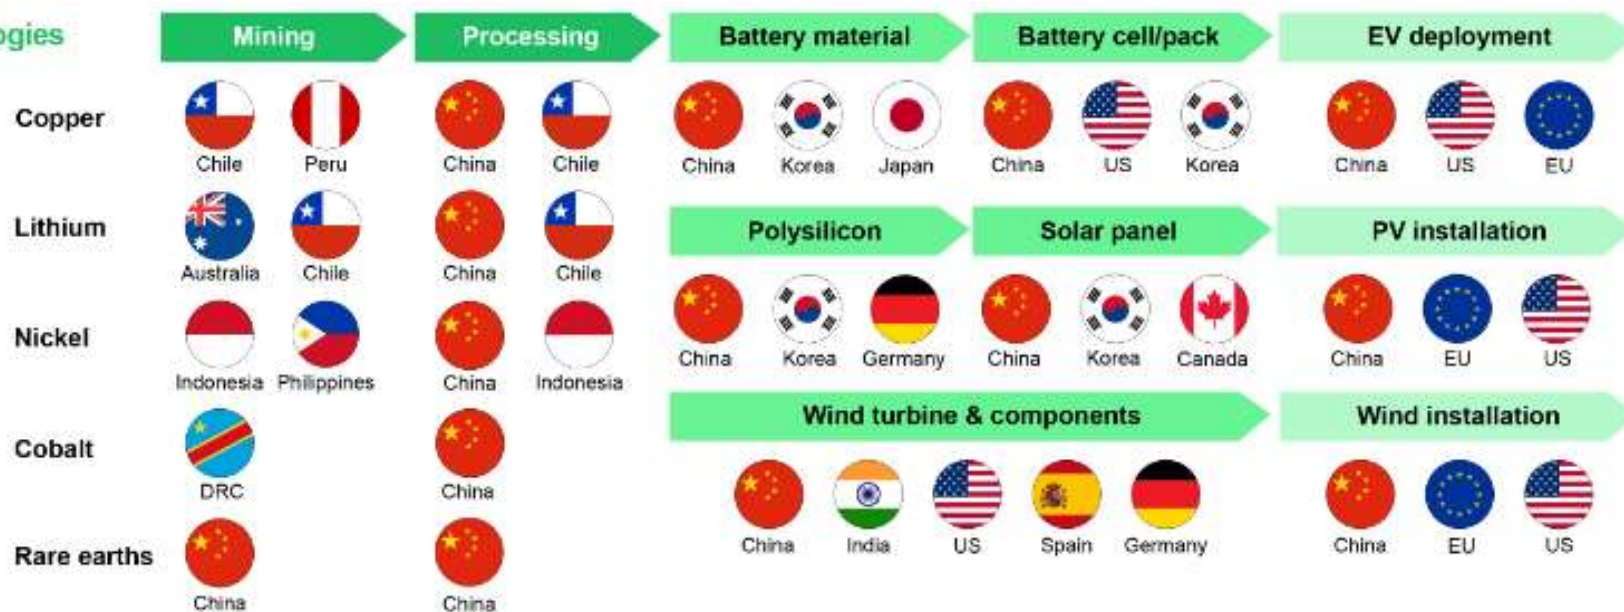 ogies
Mining Processing Battery material Battery cell/pack EV deployment
Copper
Chile Peru China Chile China Korea Japan China US Korea China US EU
Lithium
Australia Chile China Chile
Polysilicon Solar panel PV installation
Nickel
Indonesia Philippines China Indonesia China Korea Germany China Korea Canada China EU US
Wind turbine & components Wind installation
Cobalt
DRC China
China India US Spain Germany China EU US
Rare earths
China China